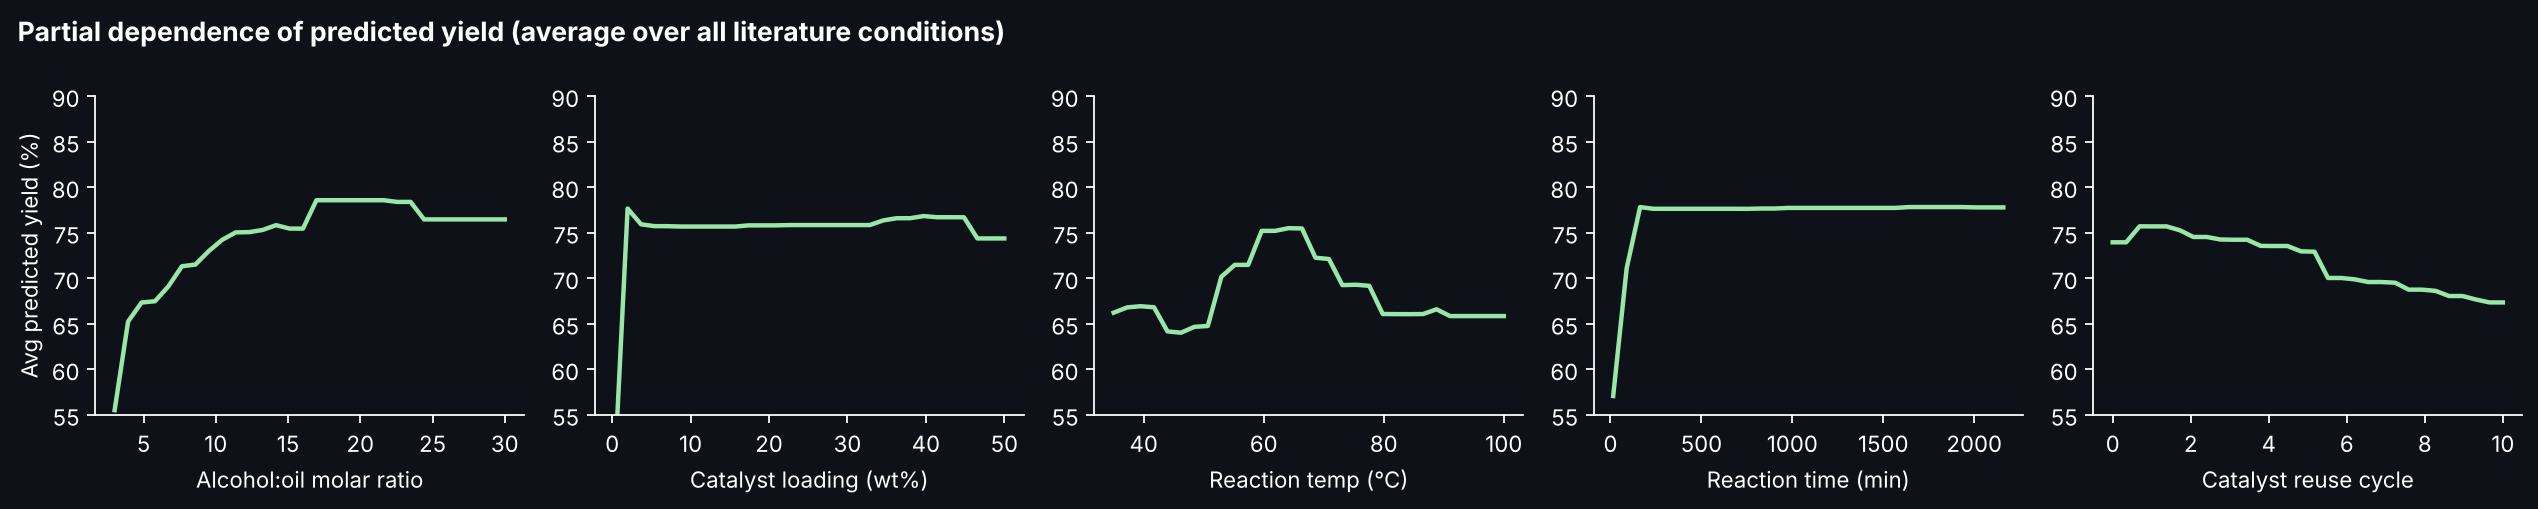 Partial dependence of predicted yield (average over all literature conditions)
Avg predicted yield (%)
90 85 80 75 70 65 60 55
5 10 15 20 25 30
Alcohol:oil molar ratio
90 85 80 75 70 65 60 55
0 10 20 30 40 50
Catalyst loading (wt%)
90 85 80 75 70 65 60 55
40 60 80 100
Reaction temp (°C)
90 85 80 75 70 65 60 55
0 500 1000 1500 2000
Reaction time (min)
90 85 80 75 70 65 60 55
0 2 4 6 8 10
Catalyst reuse cycle